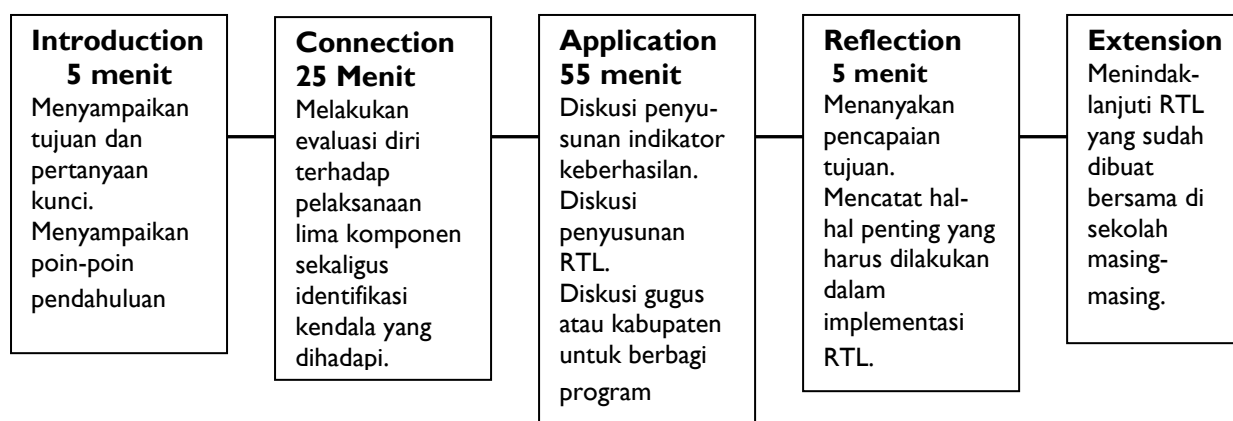 Introduction
5 menit
Menyampaikan
tujuan dan
pertanyaan
kunci.
Menyampaikan
poin-poin
pendahuluan
Connection
25 Menit
Melakukan
evaluasi diri
terhadap
pelaksanaan
lima komponen
sekaligus
identifikasi
kendala yang
dihadapi.
Application
55 menit
Diskusi penyu-
sunan indikator
keberhasilan.
Diskusi
penyusunan
RTL.
Diskusi gugus
atau kabupaten
untuk berbagi
program
Reflection
5 menit
Menanyakan
pencapaian
tujuan.
Mencatat hal-
hal penting yang
harus dilakukan
dalam
implementasi
RTL.
Extension
Menindak-
lanjuti RTL
yang sudah
dibuat
bersama di
sekolah
masing-
masing.